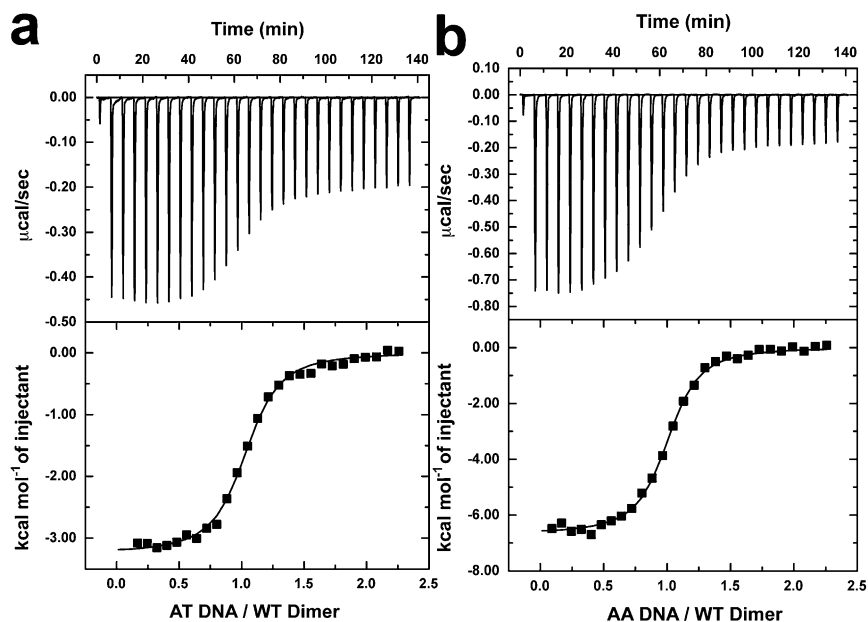 a
Time (min)
0 20 40 60 80 100 120 140
0.00
-0.10
-0.20
-0.30
-0.40
-0.50
μcal/sec
0.00
-1.00
-2.00
-3.00
kcal mol⁻¹ of injectant
0.0 0.5 1.0 1.5 2.0 2.5
AT DNA / WT Dimer
b
Time (min)
0 20 40 60 80 100 120 140
0.10
0.00
-0.10
-0.20
-0.30
-0.40
-0.50
-0.60
-0.70
-0.80
μcal/sec
0.00
-2.00
-4.00
-6.00
-8.00
kcal mol⁻¹ of injectant
0.0 0.5 1.0 1.5 2.0 2.5
AA DNA / WT Dimer